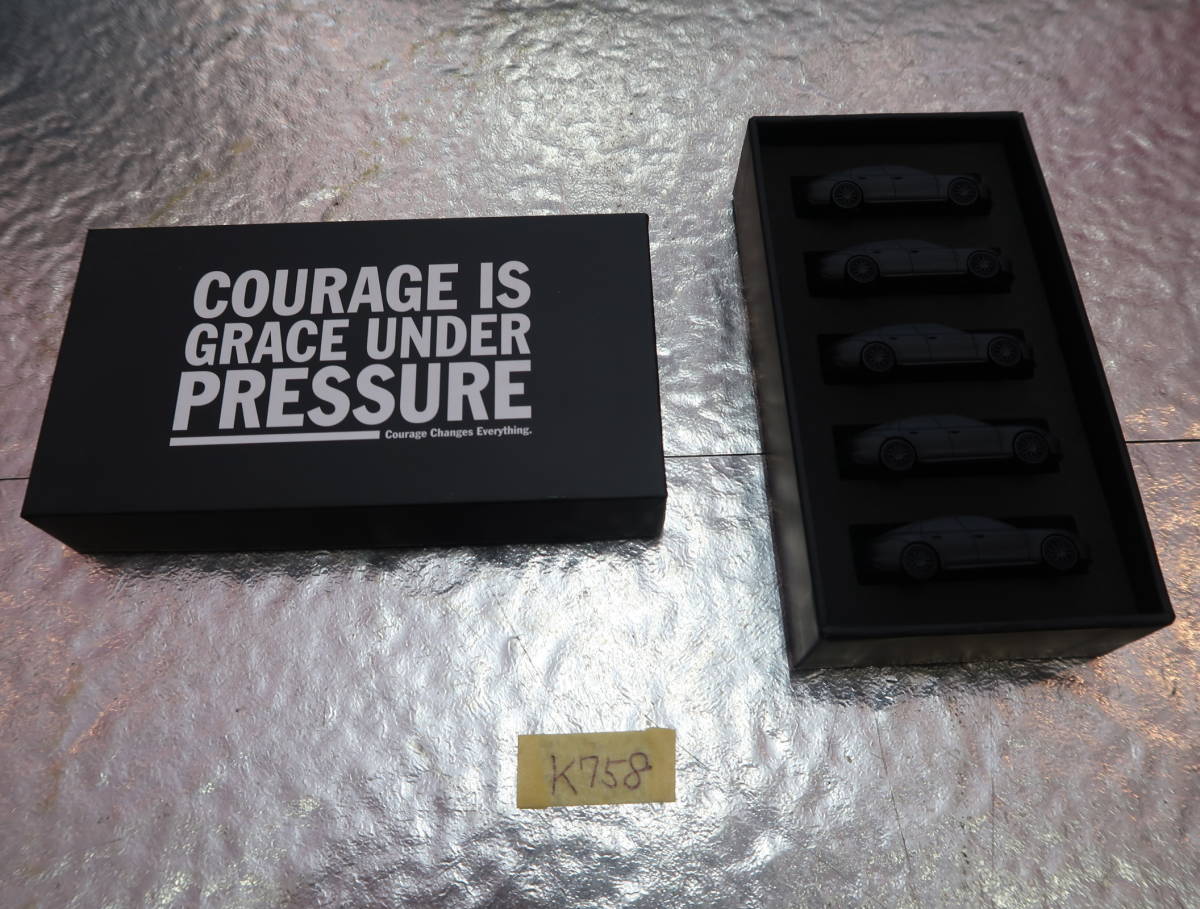 COURAGE IS
GRACE UNDER
PRESSURE
Courage Changes Everything.
K758